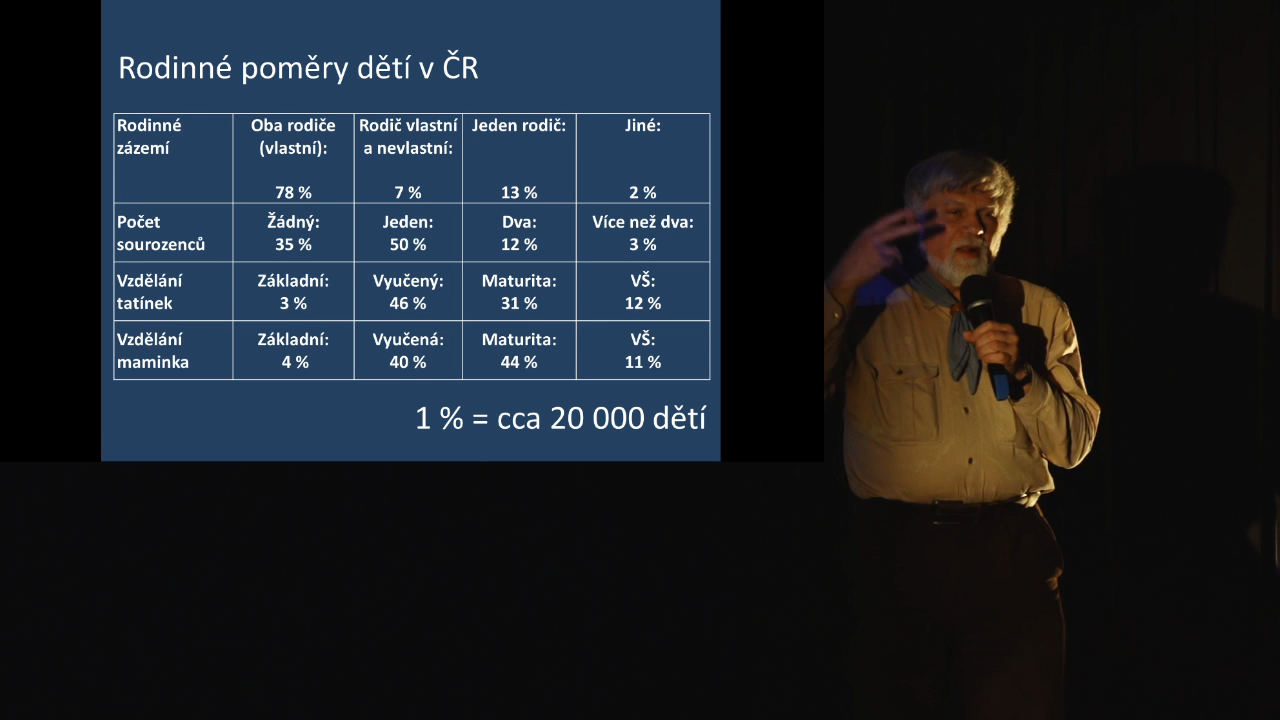 Rodinné poměry dětí v ČR
Rodinné zázemí
Oba rodiče (vlastní): 78 %
Rodič vlastní a nevlastní: 7 %
Jeden rodič: 13 %
Jiné: 2 %
Počet sourozenců
Žádný: 35 %
Jeden: 50 %
Dva: 12 %
Více než dva: 3 %
Vzdělání tatínek
Základní: 3 %
Vyučený: 46 %
Maturita: 31 %
VŠ: 12 %
Vzdělání maminka
Základní: 4 %
Vyučená: 40 %
Maturita: 44 %
VŠ: 11 %
1 % = cca 20 000 dětí